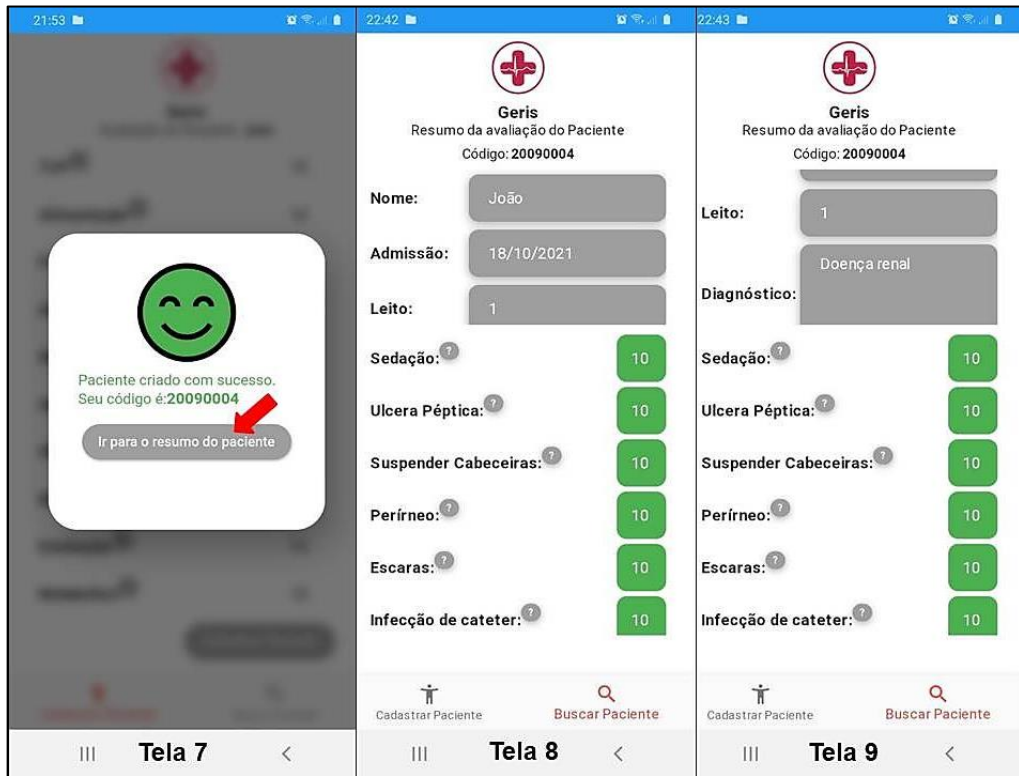 21:53
Paciente criado com sucesso.
Seu código é:20090004
Ir para o resumo do paciente
Tela 7
22:42
Geris
Resumo da avaliação do Paciente
Código: 20090004
Nome: João
Admissão: 18/10/2021
Leito: 1
Sedação: ? 10
Ulcera Péptica: ? 10
Suspender Cabeceiras: ? 10
Perírneo: ? 10
Escaras: ? 10
Infecção de cateter: ? 10
Cadastrar Paciente Buscar Paciente
Tela 8
22:43
Geris
Resumo da avaliação do Paciente
Código: 20090004
Leito: 1
Diagnóstico: Doença renal
Sedação: ? 10
Ulcera Péptica: ? 10
Suspender Cabeceiras: ? 10
Perírneo: ? 10
Escaras: ? 10
Infecção de cateter: ? 10
Cadastrar Paciente Buscar Paciente
Tela 9